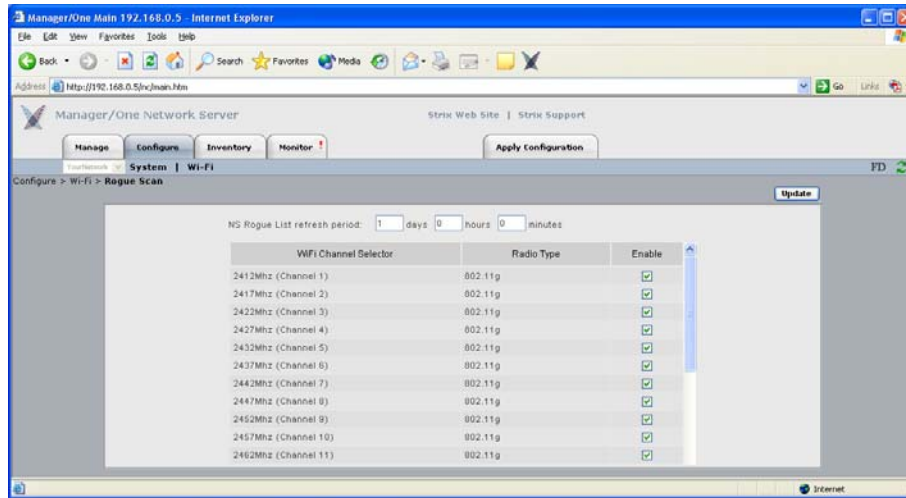 Manager/One Main 192.168.0.5 - Internet Explorer
File Edit View Favorites Tools Help
Back Search Favorites Media
Address http://192.168.0.5/nc/main.htm Go Links
Manager/One Network Server Strix Web Site | Strix Support
Manage Configure Inventory Monitor ! Apply Configuration
YourNetwork System | Wi-Fi FD
Configure > Wi-Fi > Rogue Scan
Update
NS Rogue List refresh period: 1 days 0 hours 0 minutes
WiFi Channel Selector Radio Type Enable
2412Mhz (Channel 1) 802.11g
2417Mhz (Channel 2) 802.11g
2422Mhz (Channel 3) 802.11g
2427Mhz (Channel 4) 802.11g
2432Mhz (Channel 5) 802.11g
2437Mhz (Channel 6) 802.11g
2442Mhz (Channel 7) 802.11g
2447Mhz (Channel 8) 802.11g
2452Mhz (Channel 9) 802.11g
2457Mhz (Channel 10) 802.11g
2462Mhz (Channel 11) 802.11g
Internet